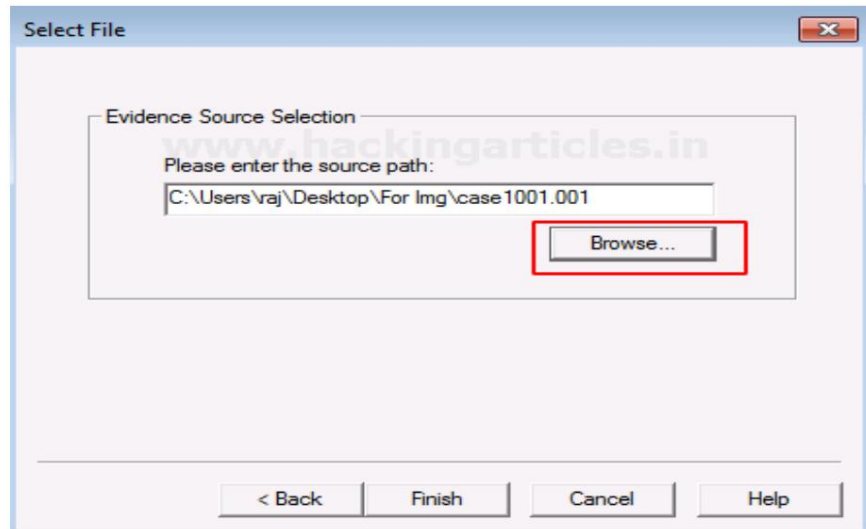 Select File
Evidence Source Selection
www.hackingarticles.in
Please enter the source path:
C:\Users\raj\Desktop\For Img\case1001.001
Browse...
< Back Finish Cancel Help